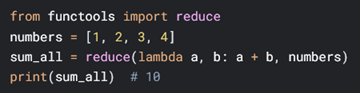 from functools import reduce
numbers = [1, 2, 3, 4]
sum_all = reduce(lambda a, b: a + b, numbers)
print(sum_all)  # 10